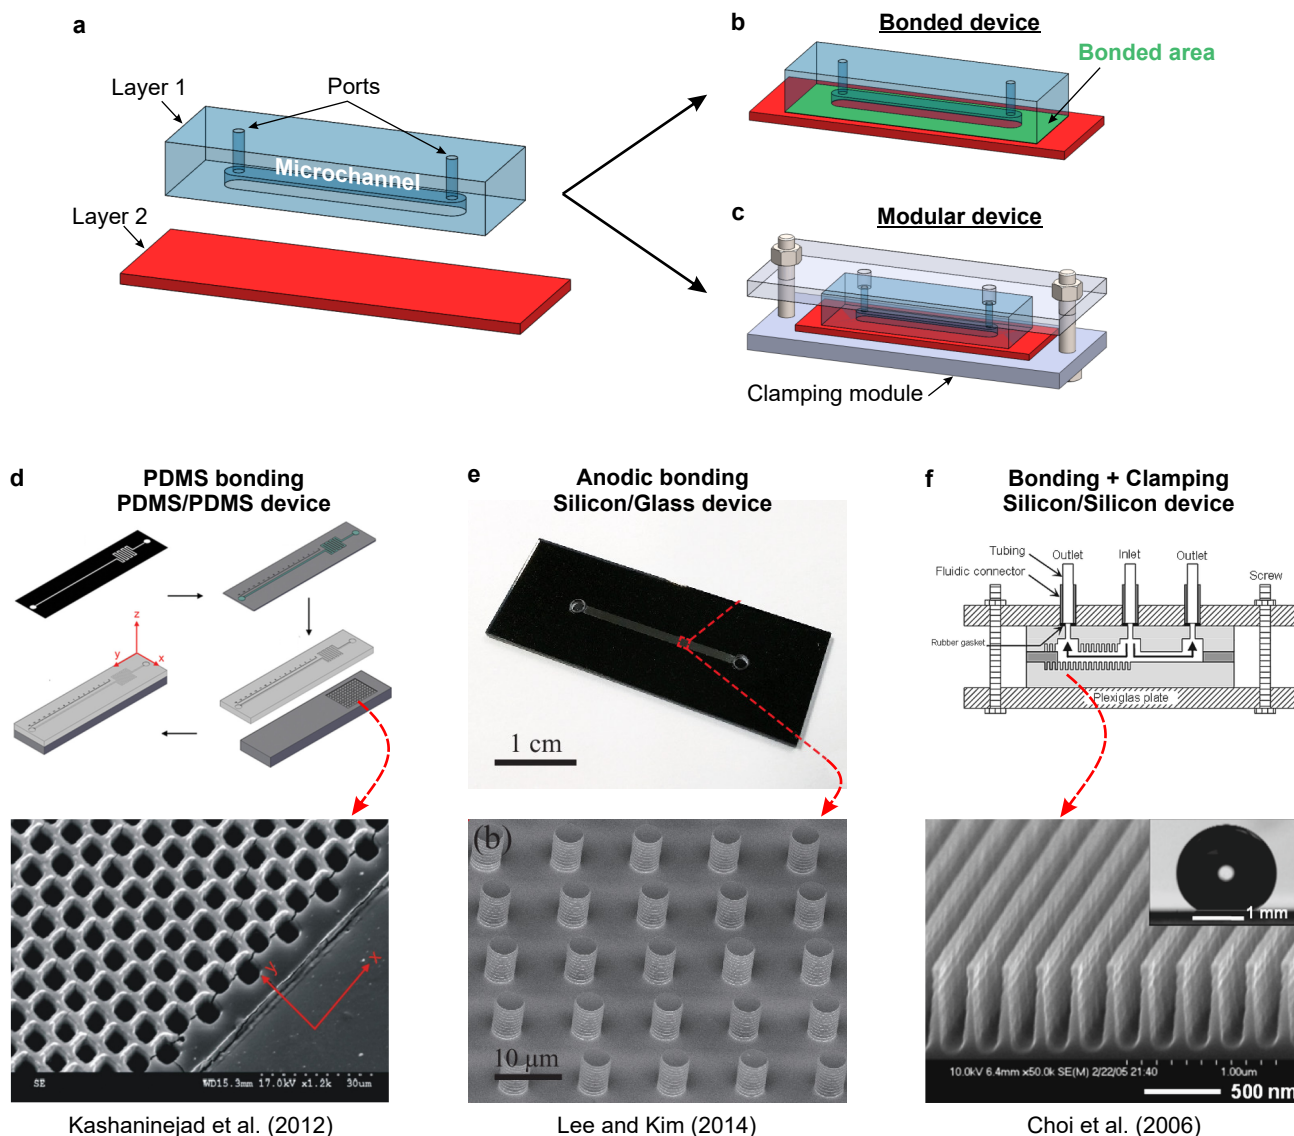 a
Layer 1
Ports
Microchannel
Layer 2
b
Bonded device
Bonded area
c
Modular device
Clamping module
d
PDMS bonding
PDMS/PDMS device
z
y
x
e
Anodic bonding
Silicon/Glass device
1 cm
f
Bonding + Clamping
Silicon/Silicon device
Tubing
Outlet
Inlet
Outlet
Fluidic connector
Screw
Rubber gasket
Plexiglas plate
y
x
SE
WD15.3mm 17.0kV x1.2k 30um
(b)
10 µm
1 mm
10.0kV 6.4mm x50.0k SE(M) 2/22/05 21:40
1.00um
500 nm
Kashaninejad et al. (2012)
Lee and Kim (2014)
Choi et al. (2006)